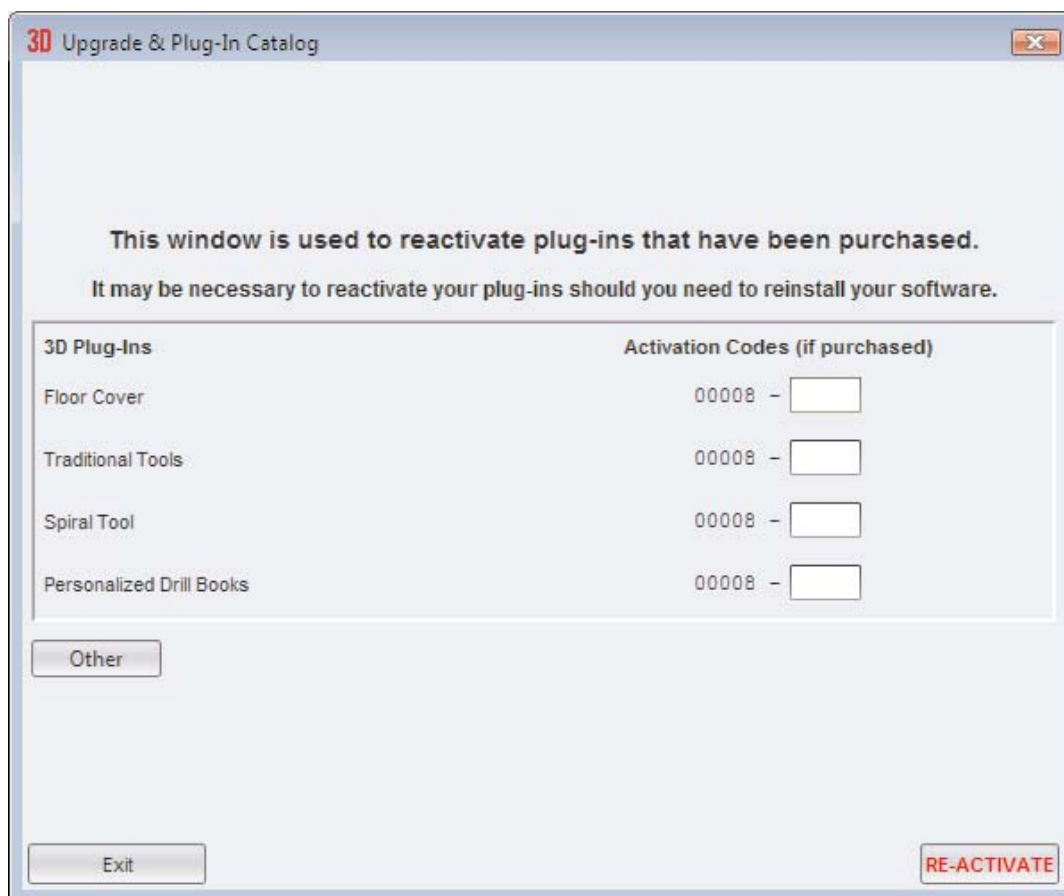 3D Upgrade & Plug-In Catalog
This window is used to reactivate plug-ins that have been purchased.
It may be necessary to reactivate your plug-ins should you need to reinstall your software.
3D Plug-Ins Activation Codes (if purchased)
Floor Cover 00008 -
Traditional Tools 00008 -
Spiral Tool 00008 -
Personalized Drill Books 00008 -
Other
Exit RE-ACTIVATE